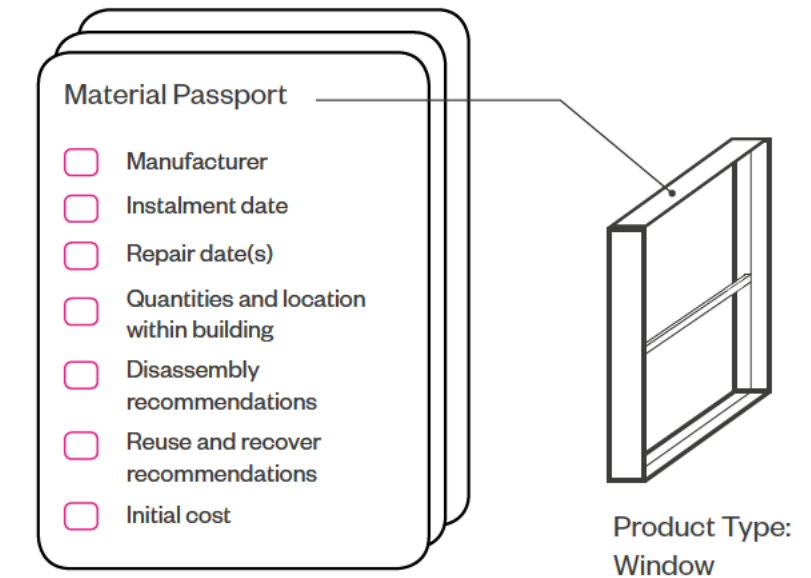 Material Passport
Manufacturer
Instalment date
Repair date(s)
Quantities and location
within building
Disassembly
recommendations
Reuse and recover
recommendations
Initial cost
Product Type:
Window